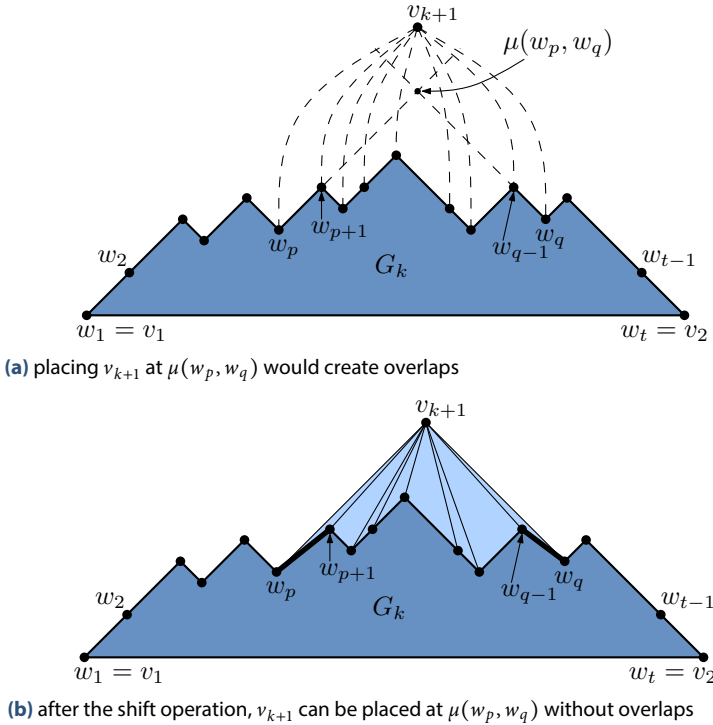 v_{k+1}
μ(w_p, w_q)
w_2
w_p
w_{p+1}
w_{q−1}
w_q
w_{t−1}
G_k
w_1 = v_1
w_t = v_2
(a) placing v_{k+1} at μ(w_p, w_q) would create overlaps
v_{k+1}
w_2
w_p
w_{p+1}
w_{q−1}
w_q
w_{t−1}
G_k
w_1 = v_1
w_t = v_2
(b) after the shift operation, v_{k+1} can be placed at μ(w_p, w_q) without overlaps